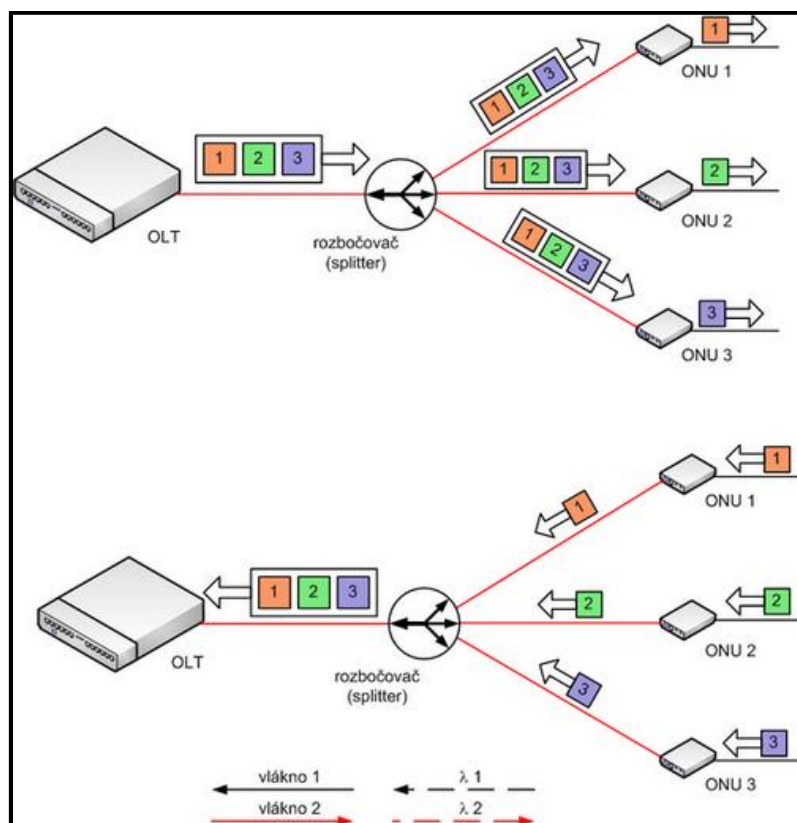 1
ONU 1
1 2 3
1 2 3
1 2 3
2
ONU 2
OLT
rozbočovač
(splitter)
1 2 3
3
ONU 3
1
ONU 1
1
1 2 3
2
2
ONU 2
OLT
rozbočovač
(splitter)
3
3
ONU 3
vlákno 1
λ 1
vlákno 2
λ 2